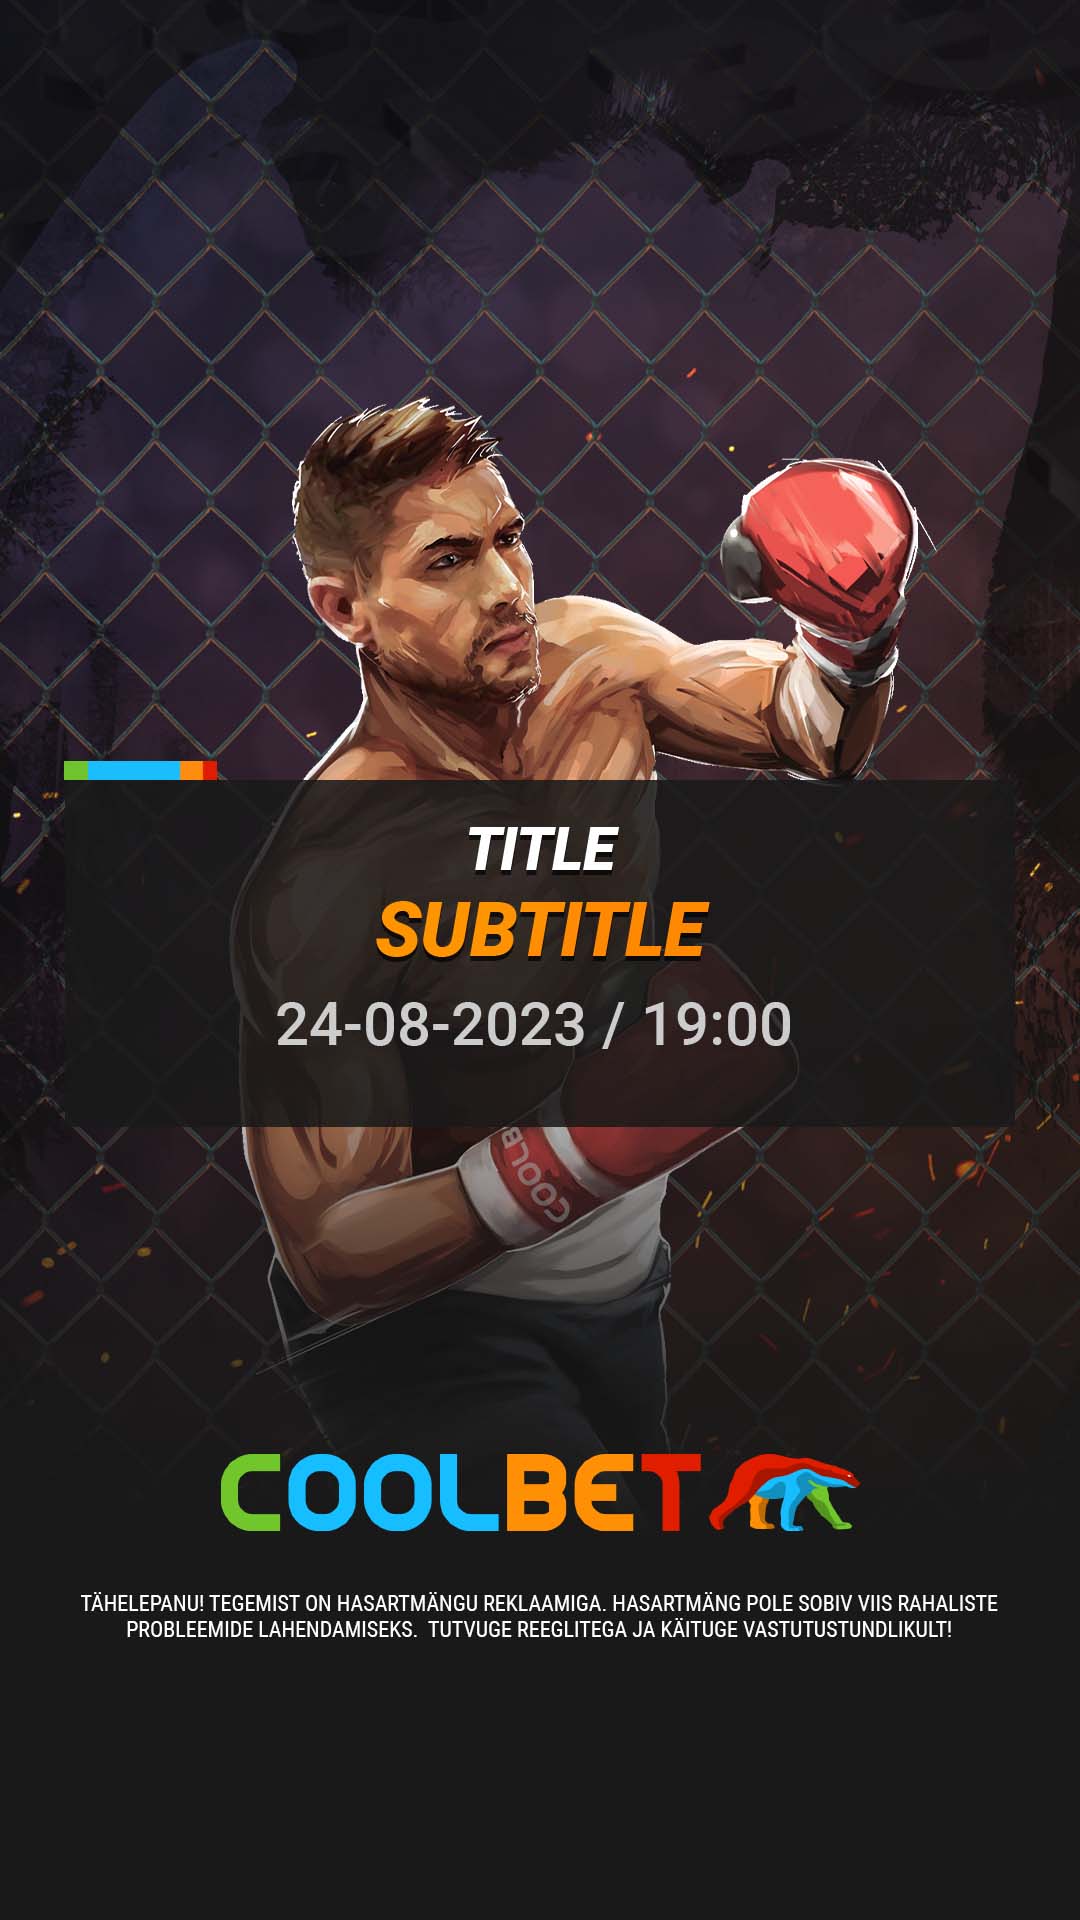 TITLE
SUBTITLE
24-08-2023 / 19:00
COOLB
COOLBET
TÄHELEPANU! TEGEMIST ON HASARTMÄNGU REKLAAMIGA. HASARTMÄNG POLE SOBIV VIIS RAHALISTE
PROBLEEMIDE LAHENDAMISEKS. TUTVUGE REEGLITEGA JA KÄITUGE VASTUTUSTUNDLIKULT!